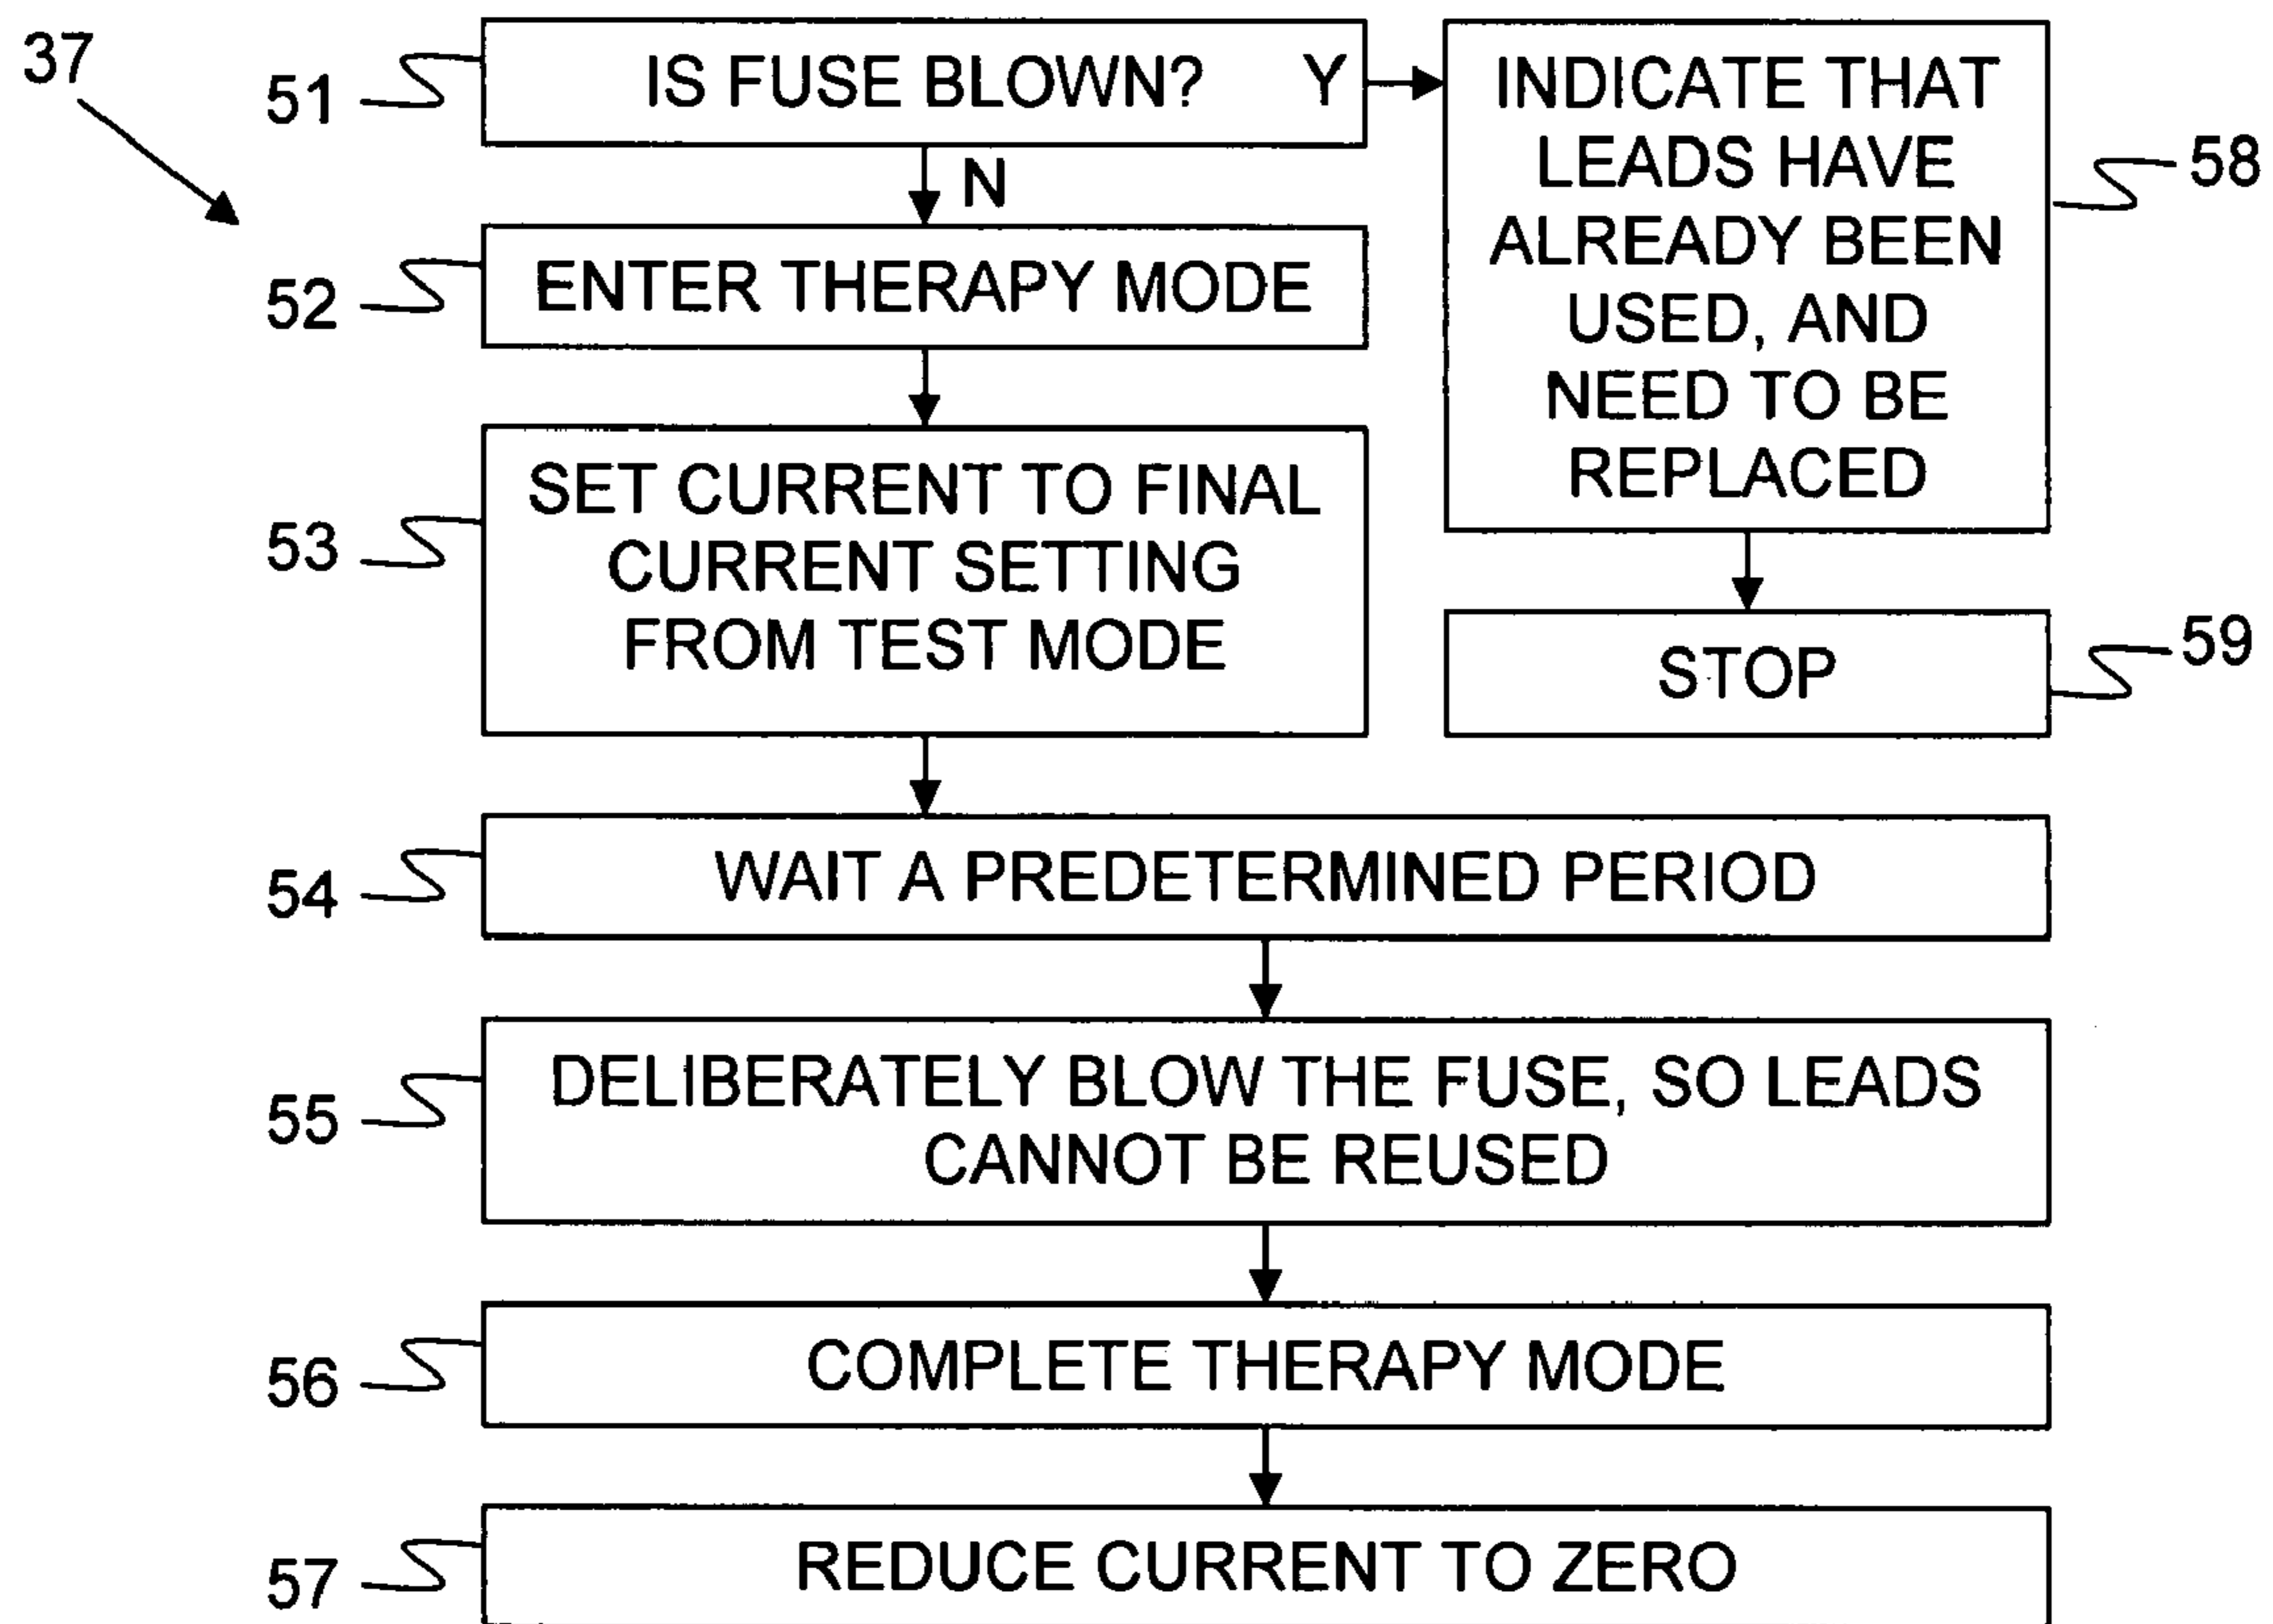 37
51
IS FUSE BLOWN? Y
N
INDICATE THAT
LEADS HAVE
ALREADY BEEN
USED, AND
NEED TO BE
REPLACED
58
52
ENTER THERAPY MODE
53
SET CURRENT TO FINAL
CURRENT SETTING
FROM TEST MODE
STOP
59
54
WAIT A PREDETERMINED PERIOD
55
DELIBERATELY BLOW THE FUSE, SO LEADS
CANNOT BE REUSED
56
COMPLETE THERAPY MODE
57
REDUCE CURRENT TO ZERO